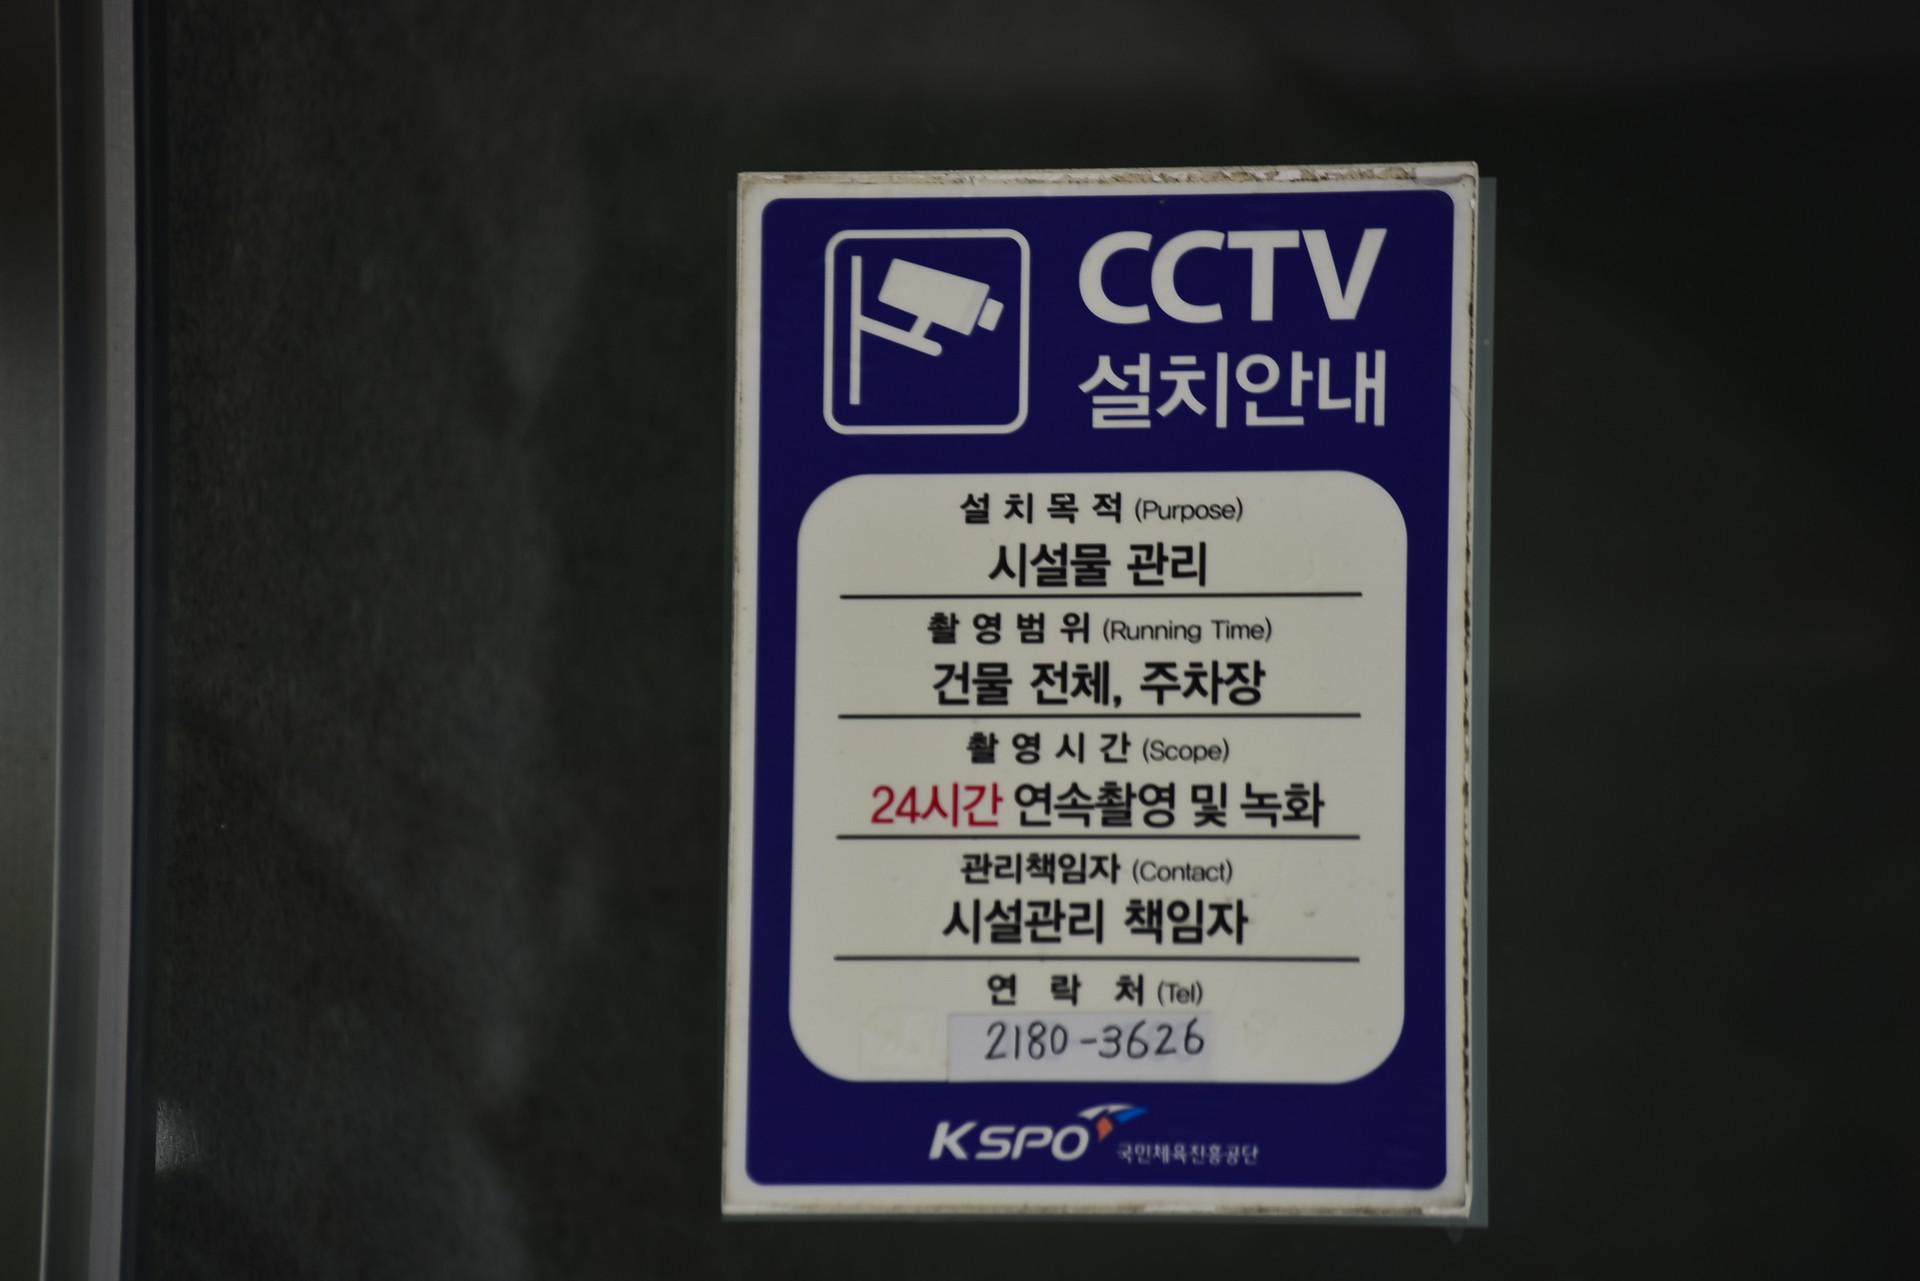 CCTV
설치안내
설치목적 (Purpose)
시설물 관리
촬영범위 (Running Time)
건물 전체, 주차장
촬영시간 (Scope)
24시간 연속촬영 및 녹화
관리책임자 (Contact)
시설관리 책임자
연락처 (Tel)
2180-3626
KSPO 국민체육진흥공단